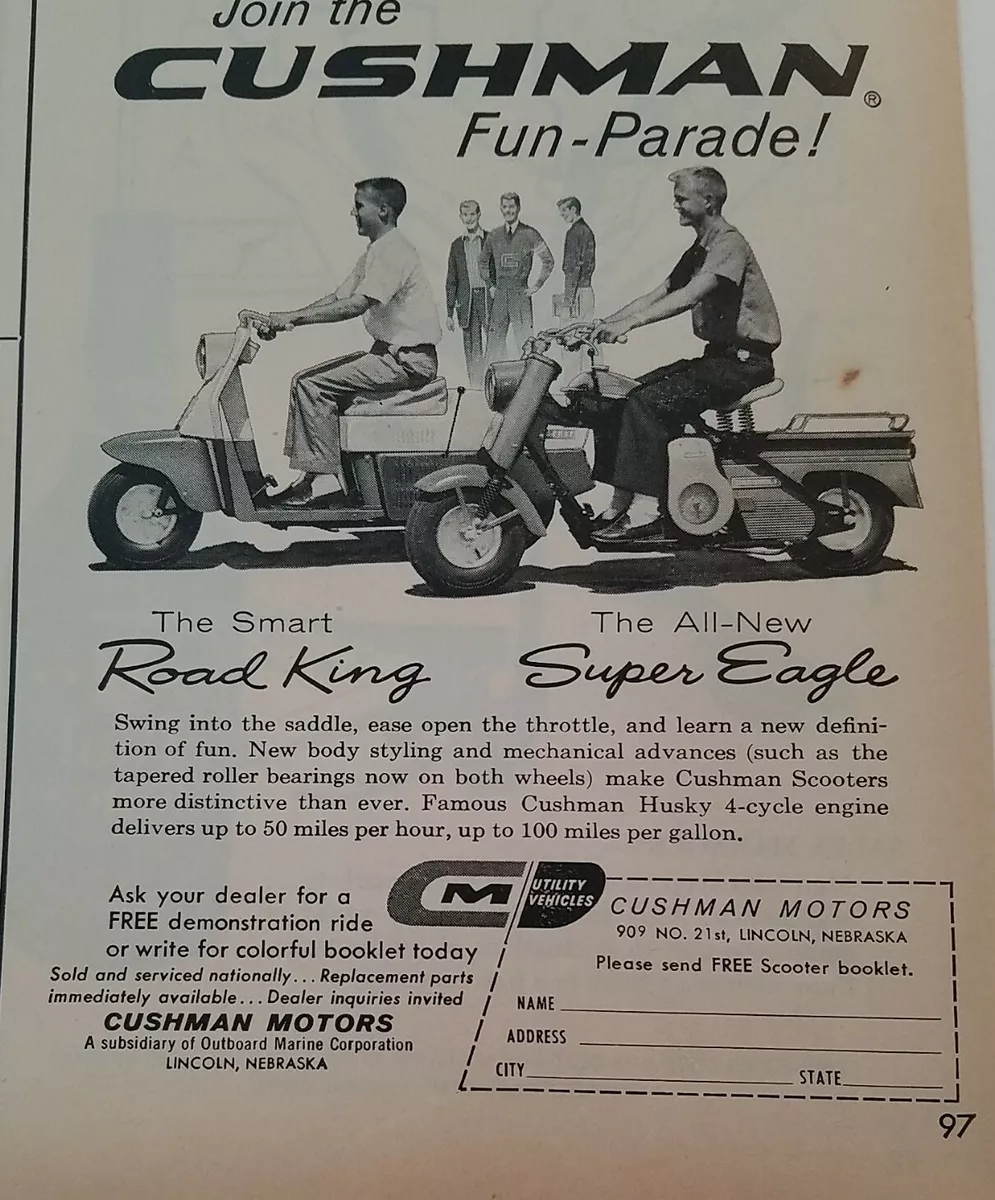 Join the
CUSHMAN®
Fun-Parade!
C
The Smart
Road King
The All-New
Super Eagle
Swing into the saddle, ease open the throttle, and learn a new defini-
tion of fun. New body styling and mechanical advances (such as the
tapered roller bearings now on both wheels) make Cushman Scooters
more distinctive than ever. Famous Cushman Husky 4-cycle engine
delivers up to 50 miles per hour, up to 100 miles per gallon.
Ask your dealer for a
FREE demonstration ride
or write for colorful booklet today
Sold and serviced nationally... Replacement parts
immediately available... Dealer inquiries invited
CUSHMAN MOTORS
A subsidiary of Outboard Marine Corporation
LINCOLN, NEBRASKA
CM
UTILITY
VEHICLES
CUSHMAN MOTORS
909 NO. 21st, LINCOLN, NEBRASKA
Please send FREE Scooter booklet.
NAME
ADDRESS
CITY STATE
97